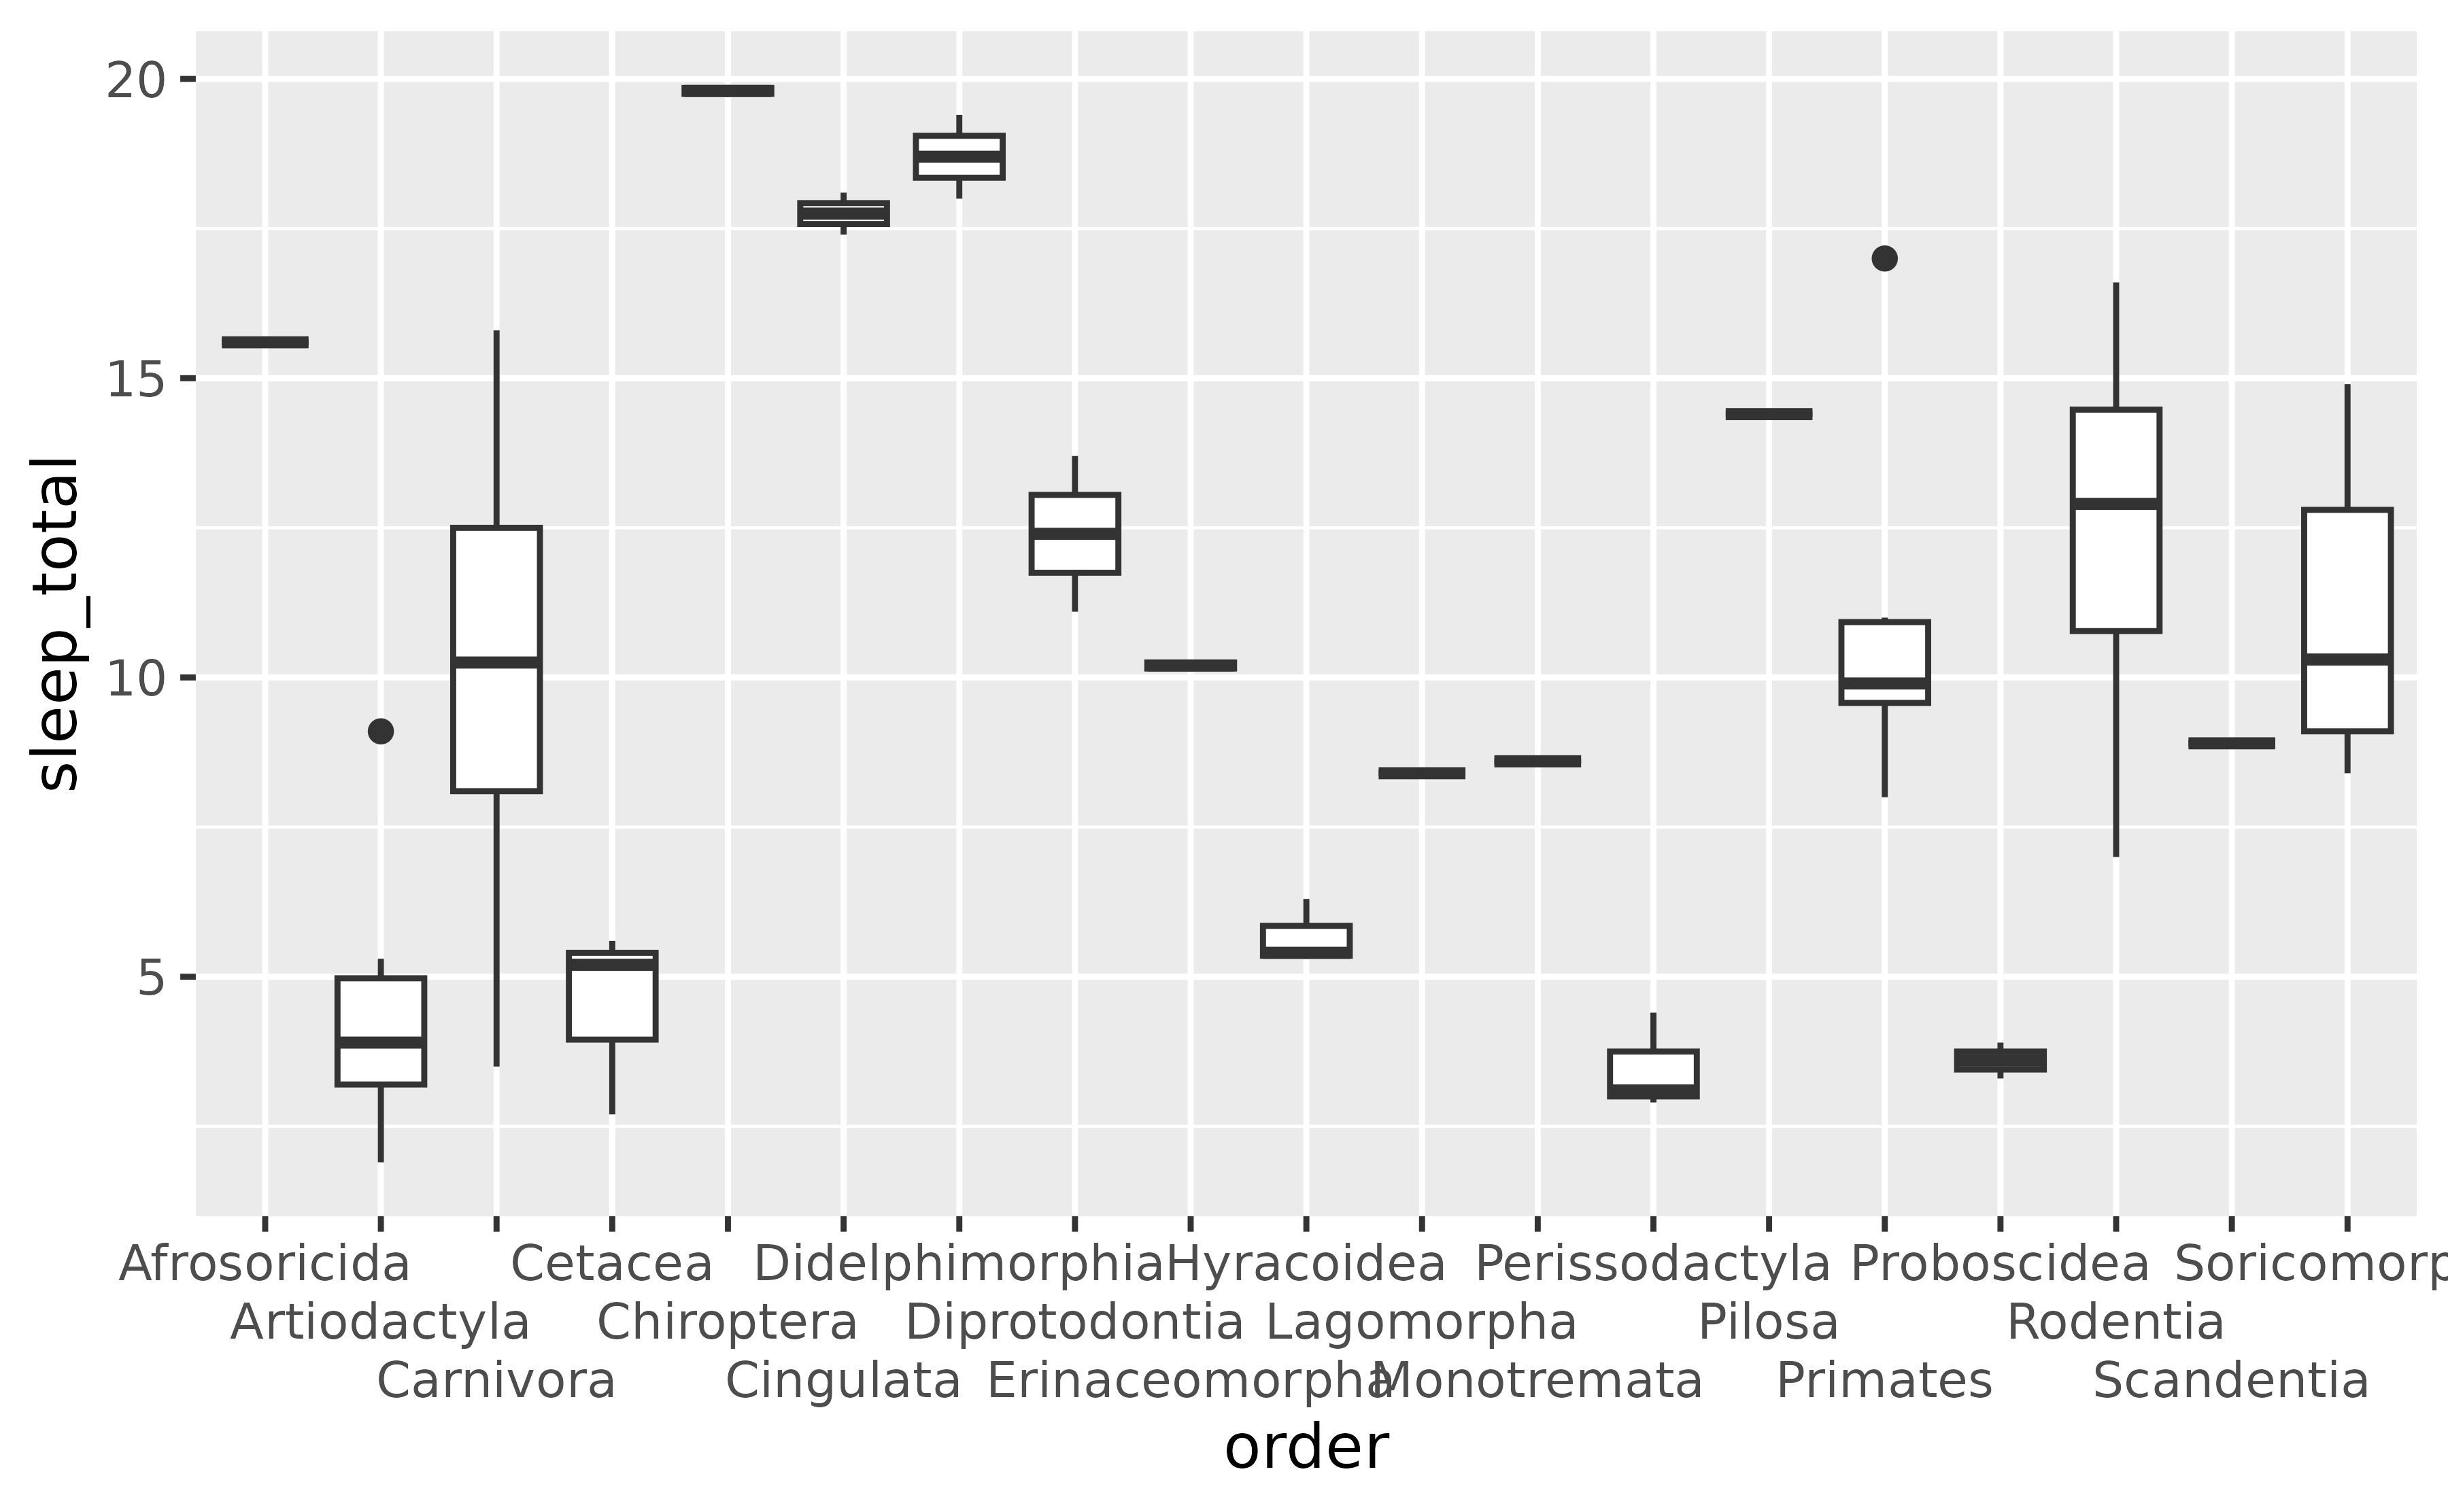 20
15
10
5
sleep_total
Afrosoricida Cetacea Didelphimorphia Hyracoidea Perissodactyla Proboscidea Soricomorp
Artiodactyla Chiroptera Diprotodontia Lagomorpha Pilosa Rodentia
Carnivora Cingulata Erinaceomorpha Monotremata Primates Scandentia
order